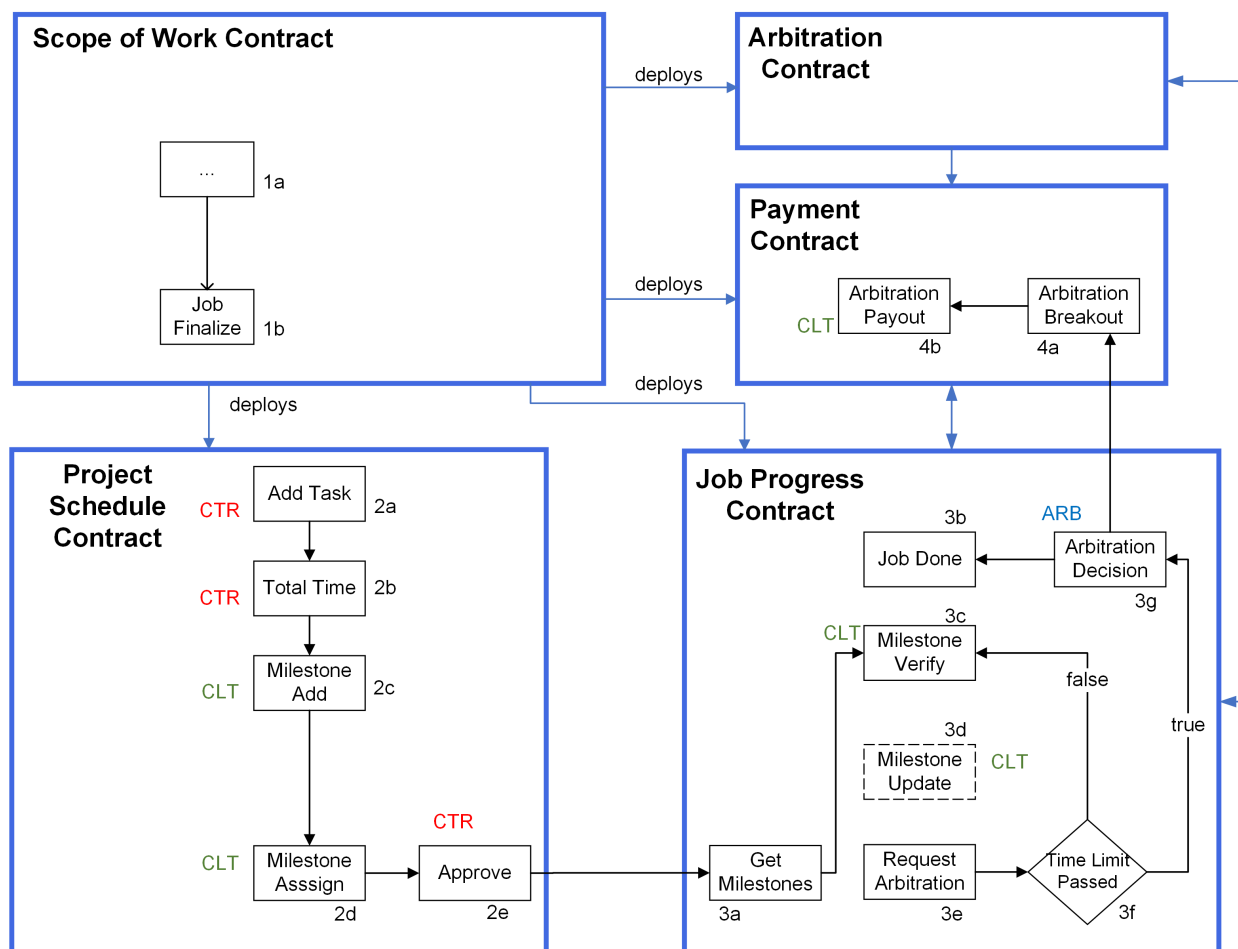 Scope of Work Contract
...
1a
Job
Finalize
1b
deploys
Arbitration
Contract
deploys
Payment
Contract
Arbitration
Payout
CLT
4b
Arbitration
Breakout
4a
deploys
deploys
Project
Schedule
Contract
CTR
Add Task
2a
CTR
Total Time
2b
CLT
Milestone
Add
2c
CLT
Milestone
Asssign
2d
CTR
Approve
2e
Job Progress
Contract
3b
Job Done
ARB
Arbitration
Decision
3g
3c
CLT
Milestone
Verify
false
true
3d
Milestone
Update
CLT
Get
Milestones
3a
Request
Arbitration
3e
Time Limit
Passed
3f